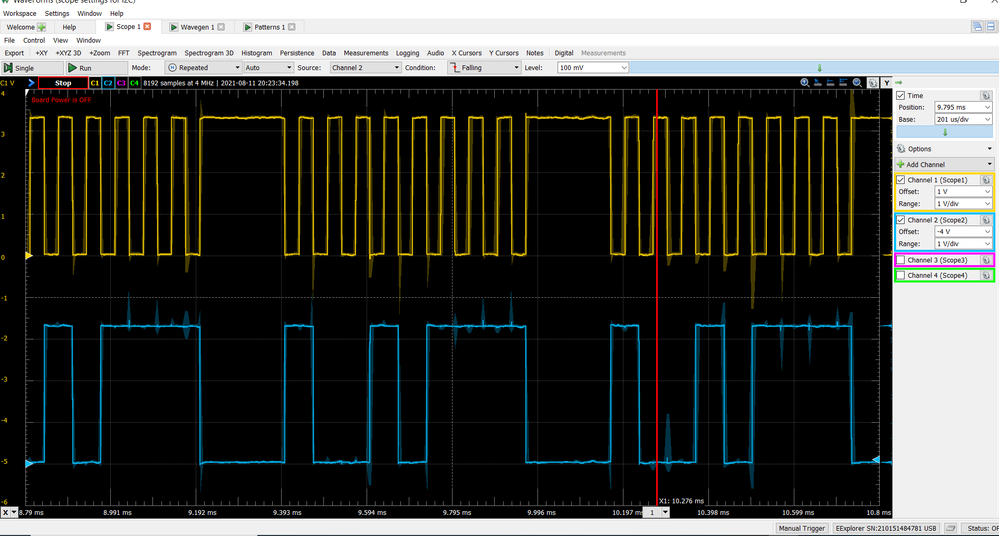 WaveForms (scope settings for I2C)
Workspace Settings Window Help
Welcome Help Scope 1 Wavegen 1 Patterns 1
File Control View Window
Export +XY +XYZ 3D +Zoom FFT Spectrogram Spectrogram 3D Histogram Persistence Data Measurements Logging Audio X Cursors Y Cursors Notes Digital Measurements
Single Run Mode: Repeated Auto Source: Channel 2 Condition: Falling Level: 100 mV
C1 V Stop C1 C2 C3 C4 8192 samples at 4 MHz | 2021-08-11 20:23:34.198 Y
Board Power is OFF
4
3
2
1
0
-1
-2
-3
-4
-5
-6
X1: 10.276 ms
X 8.79 ms 8.991 ms 9.192 ms 9.393 ms 9.594 ms 9.795 ms 9.996 ms 10.197 ms 1 10.398 ms 10.599 ms 10.8 ms
Time
Position: 9.795 ms
Base: 201 us/div
Options
Add Channel
Channel 1 (Scope1)
Offset: 1 V
Range: 1 V/div
Channel 2 (Scope2)
Offset: -4 V
Range: 1 V/div
Channel 3 (Scope3)
Channel 4 (Scope4)
Manual Trigger EExplorer SN:210151484781 USB Status: OF